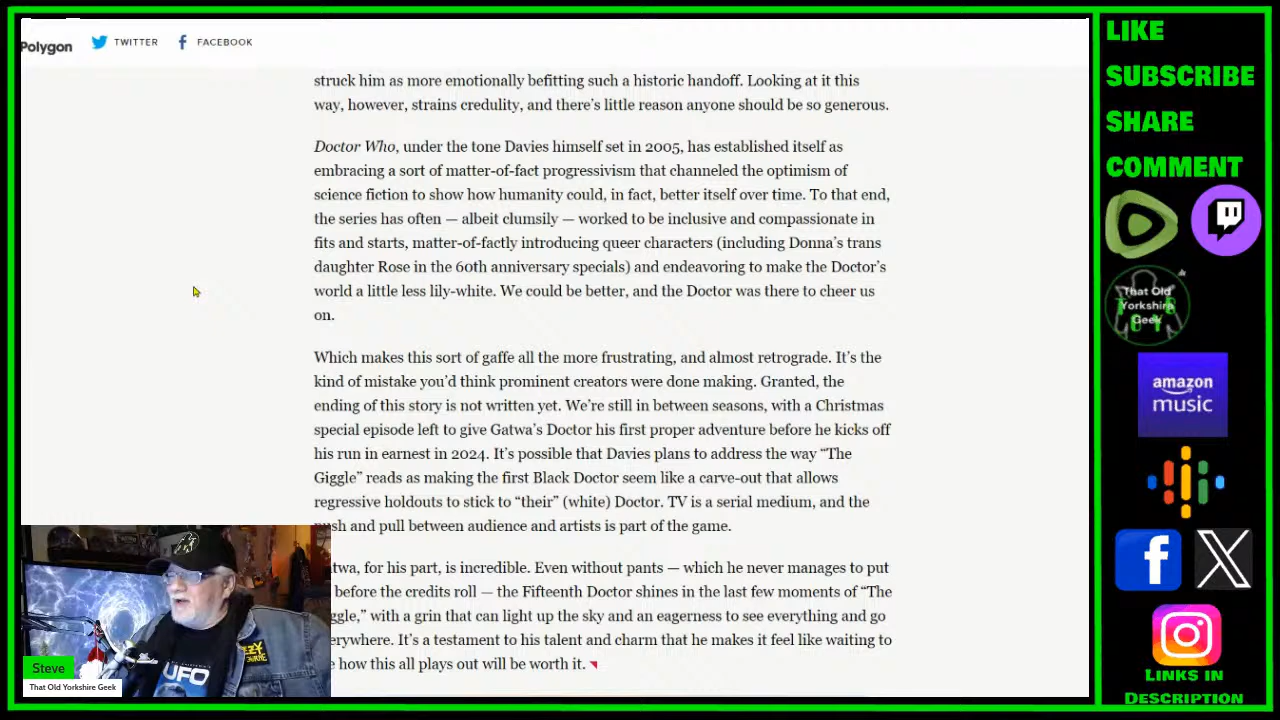 Polygon
TWITTER
FACEBOOK
struck him as more emotionally befitting such a historic handoff. Looking at it this
way, however, strains credulity, and there's little reason anyone should be so generous.
Doctor Who, under the tone Davies himself set in 2005, has established itself as
embracing a sort of matter-of-fact progressivism that channeled the optimism of
science fiction to show how humanity could, in fact, better itself over time. To that end,
the series has often — albeit clumsily — worked to be inclusive and compassionate in
fits and starts, matter-of-factly introducing queer characters (including Donna's trans
daughter Rose in the 60th anniversary specials) and endeavoring to make the Doctor's
world a little less lily-white. We could be better, and the Doctor was there to cheer us
on.
Which makes this sort of gaffe all the more frustrating, and almost retrograde. It's the
kind of mistake you'd think prominent creators were done making. Granted, the
ending of this story is not written yet. We're still in between seasons, with a Christmas
special episode left to give Gatwa's Doctor his first proper adventure before he kicks off
his run in earnest in 2024. It's possible that Davies plans to address the way “The
Giggle” reads as making the first Black Doctor seem like a carve-out that allows
regressive holdouts to stick to “their” (white) Doctor. TV is a serial medium, and the
push and pull between audience and artists is part of the game.
atwa, for his part, is incredible. Even without pants — which he never manages to put
before the credits roll — the Fifteenth Doctor shines in the last few moments of “The
ggle,” with a grin that can light up the sky and an eagerness to see everything and go
erywhere. It's a testament to his talent and charm that he makes it feel like waiting to
e how this all plays out will be worth it.
UFO
Steve
That Old Yorkshire Geek
LIKE
SUBSCRIBE
SHARE
COMMENT
That Old
Yorkshire
Geek
amazon
music
LINKS IN
DESCRIPTION